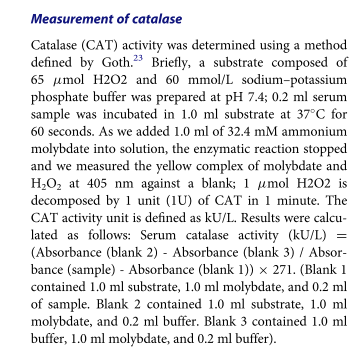 Measurement of catalase
Catalase (CAT) activity was determined using a method
defined by Goth.23 Briefly, a substrate composed of
65 μmol H2O2 and 60 mmol/L sodium–potassium
phosphate buffer was prepared at pH 7.4; 0.2 ml serum
sample was incubated in 1.0 ml substrate at 37°C for
60 seconds. As we added 1.0 ml of 32.4 mM ammonium
molybdate into solution, the enzymatic reaction stopped
and we measured the yellow complex of molybdate and
H₂O₂ at 405 nm against a blank; 1 μmol H2O2 is
decomposed by 1 unit (1U) of CAT in 1 minute. The
CAT activity unit is defined as kU/L. Results were calcu-
lated as follows: Serum catalase activity (kU/L) =
(Absorbance (blank 2) - Absorbance (blank 3) / Absor-
bance (sample) - Absorbance (blank 1)) × 271. (Blank 1
contained 1.0 ml substrate, 1.0 ml molybdate, and 0.2 ml
of sample. Blank 2 contained 1.0 ml substrate, 1.0 ml
molybdate, and 0.2 ml buffer. Blank 3 contained 1.0 ml
buffer, 1.0 ml molybdate, and 0.2 ml buffer).